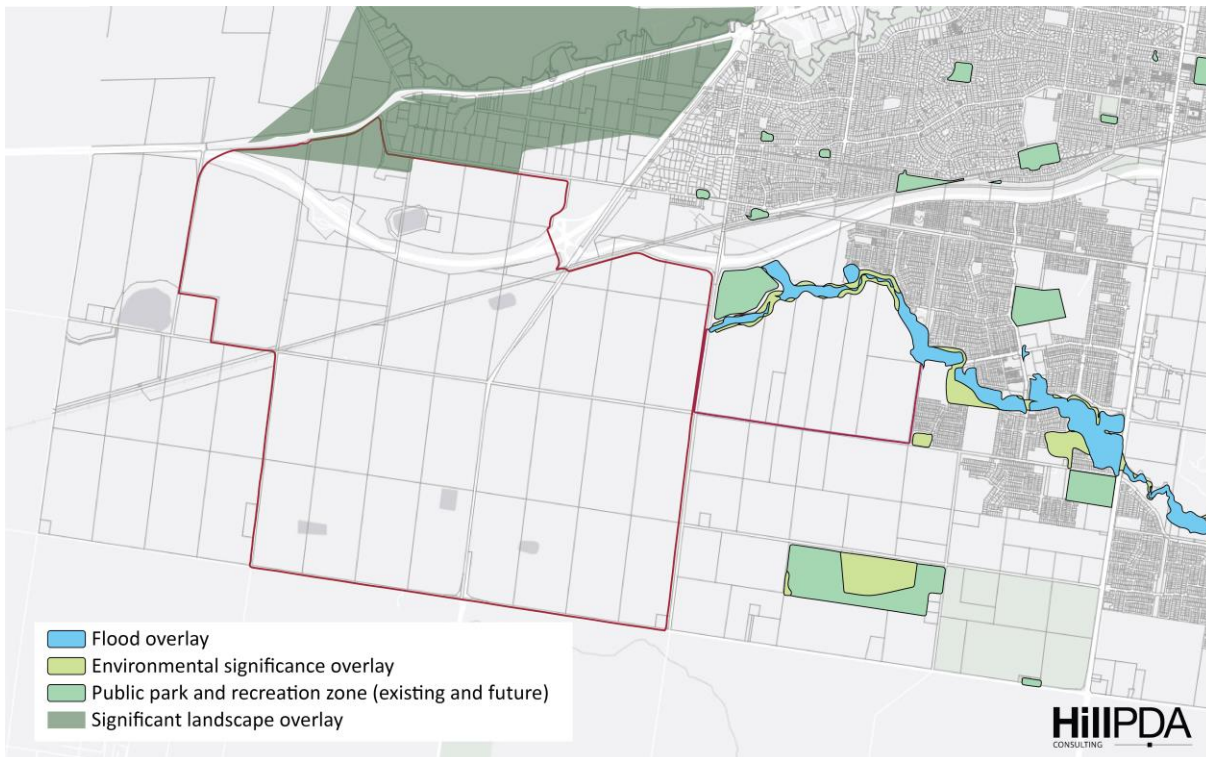 Flood overlay
Environmental significance overlay
Public park and recreation zone (existing and future)
Significant landscape overlay
HillPDA
CONSULTING